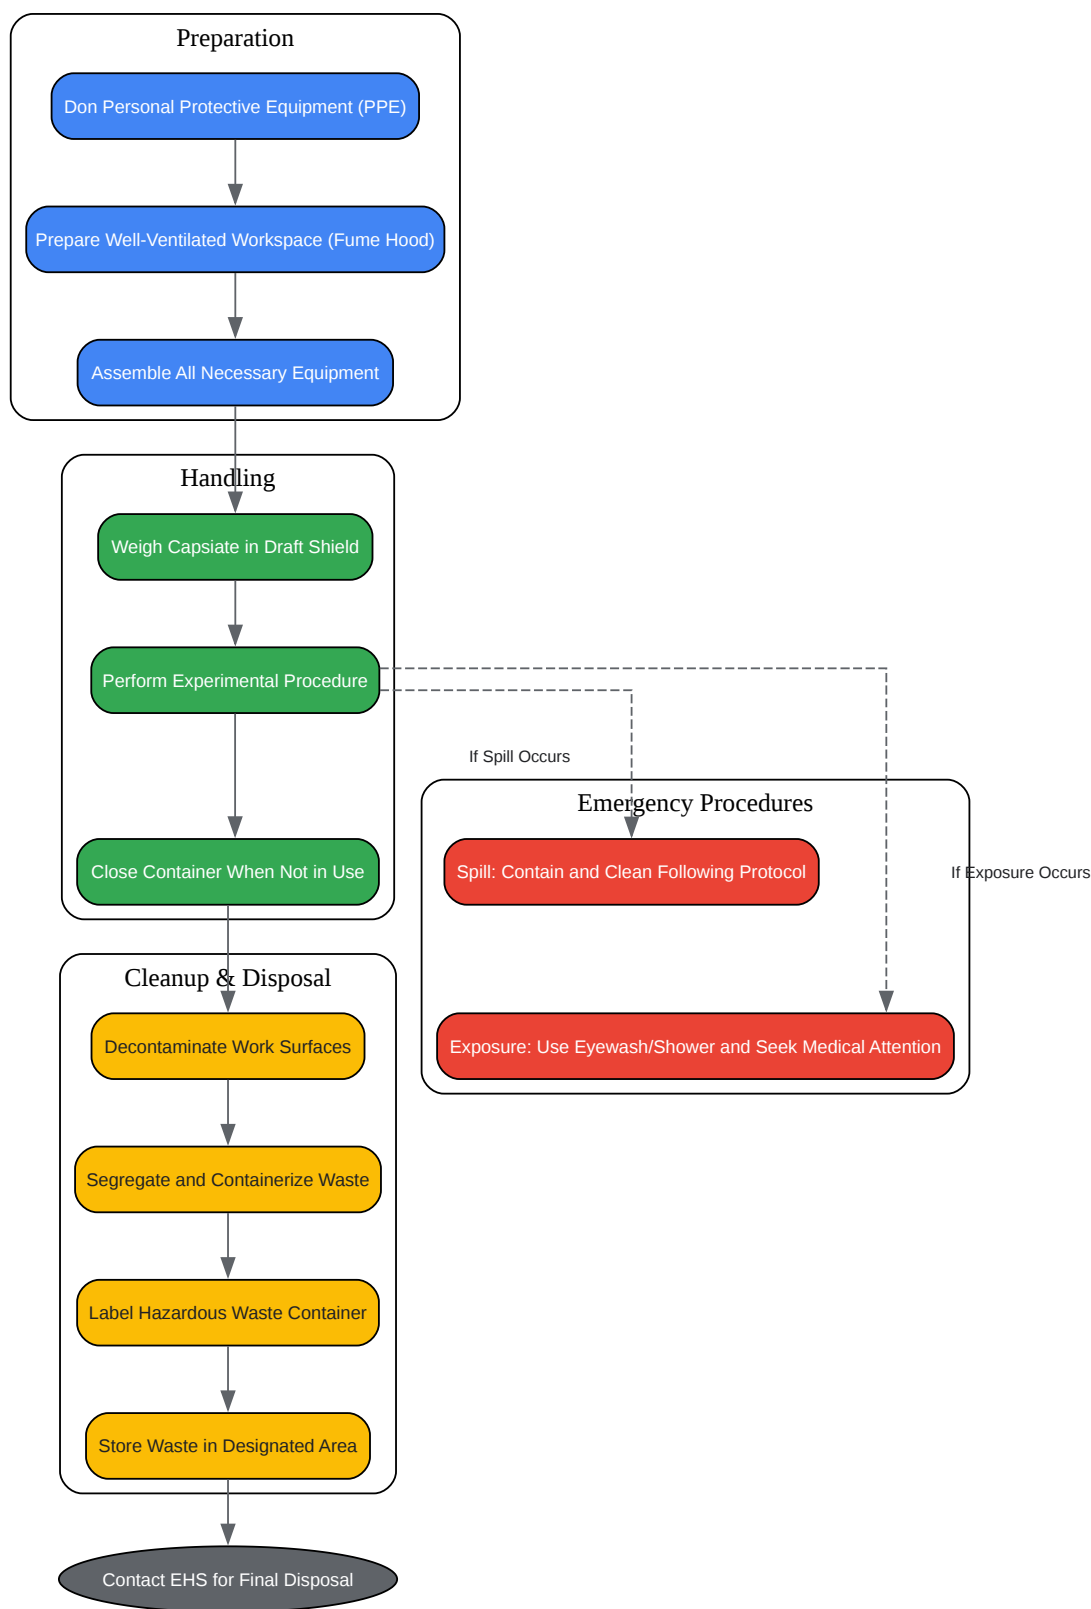 Preparation
Don Personal Protective Equipment (PPE)
Prepare Well-Ventilated Workspace (Fume Hood)
Assemble All Necessary Equipment
Handling
Weigh Capsiate in Draft Shield
Perform Experimental Procedure
If Spill Occurs
Close Container When Not in Use
Emergency Procedures
Spill: Contain and Clean Following Protocol
If Exposure Occurs
Exposure: Use Eyewash/Shower and Seek Medical Attention
Cleanup & Disposal
Decontaminate Work Surfaces
Segregate and Containerize Waste
Label Hazardous Waste Container
Store Waste in Designated Area
Contact EHS for Final Disposal